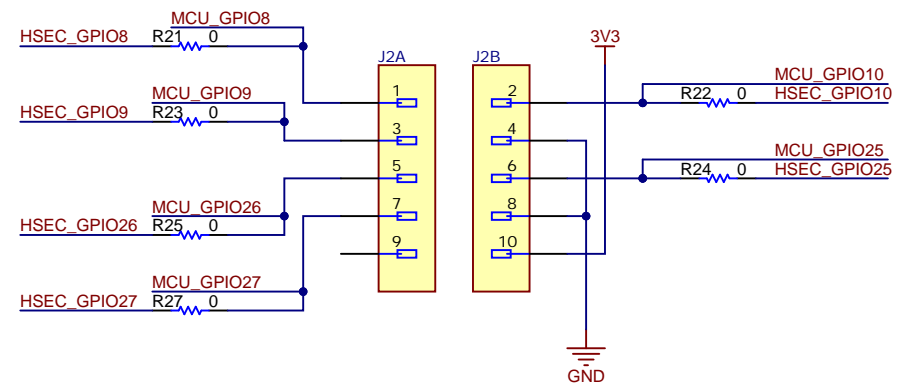 MCU_GPIO8
HSEC_GPIO8 R21 0
MCU_GPIO9
HSEC_GPIO9 R23 0
MCU_GPIO26
HSEC_GPIO26 R25 0
MCU_GPIO27
HSEC_GPIO27 R27 0
J2A
1
3
5
7
9
J2B
2
4
6
8
10
3V3
MCU_GPIO10
R22 0 HSEC_GPIO10
MCU_GPIO25
R24 0 HSEC_GPIO25
GND